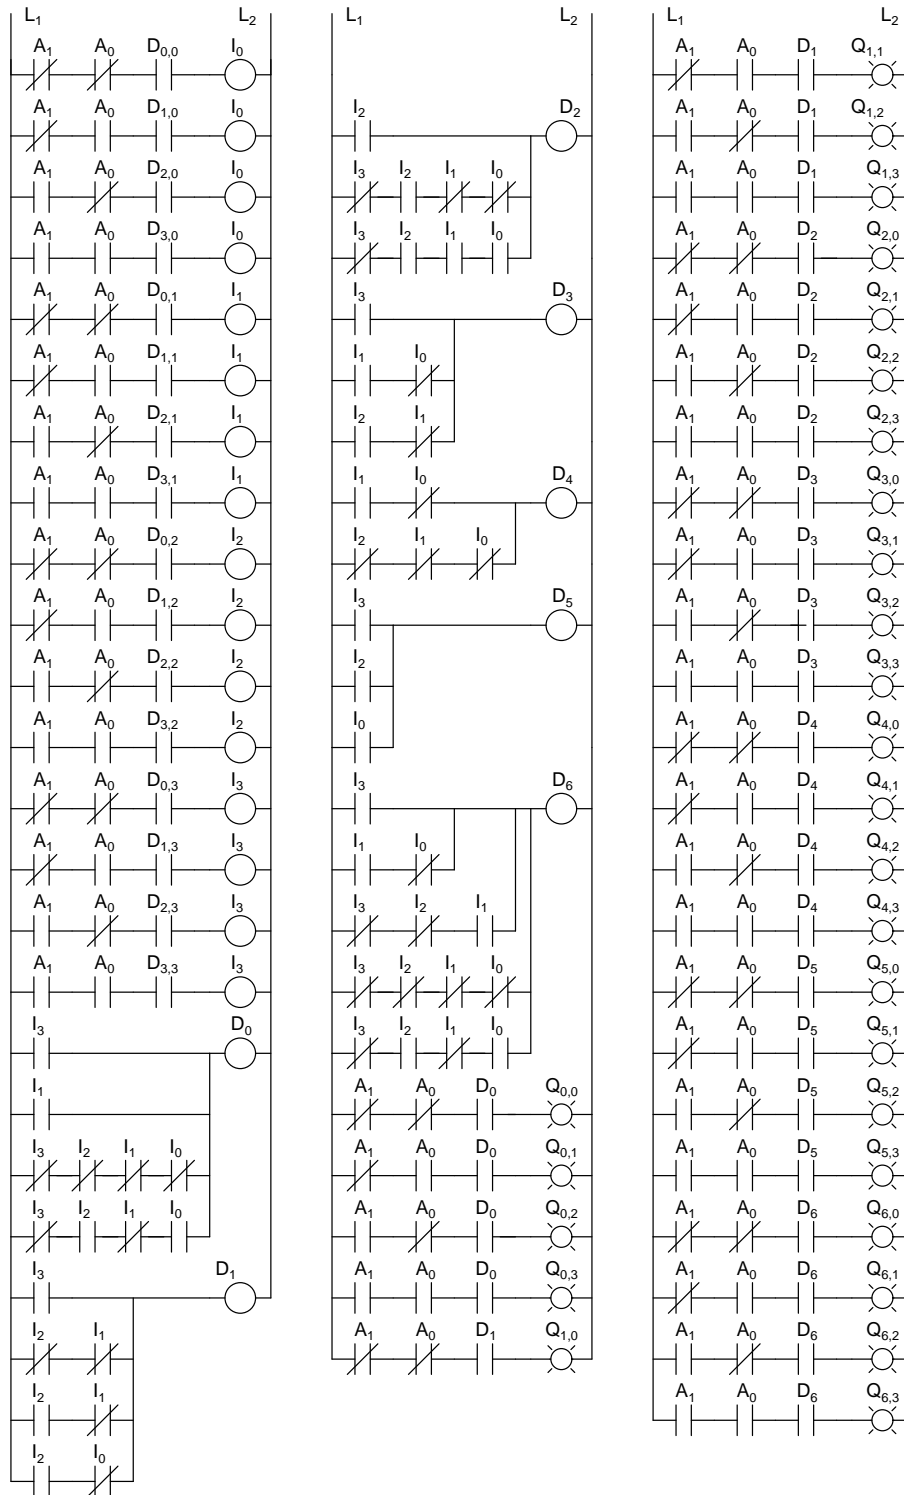 L1 L2
A1 A0 D0,0 I0
A1 A0 D1,0 I0
A1 A0 D2,0 I0
A1 A0 D3,0 I0
A1 A0 D0,1 I1
A1 A0 D1,1 I1
A1 A0 D2,1 I1
A1 A0 D3,1 I1
A1 A0 D0,2 I2
A1 A0 D1,2 I2
A1 A0 D2,2 I2
A1 A0 D3,2 I2
A1 A0 D0,3 I3
A1 A0 D1,3 I3
A1 A0 D2,3 I3
A1 A0 D3,3 I3
I3 D0
I1
I3 I2 I1 I0
I3 I2 I1 I0
I3 D1
I2 I1
I2 I1
I2 I0
L1 L2
I2 D2
I3 I2 I1 I0
I3 I2 I1 I0
I3 D3
I1 I0
I2 I1
I1 I0 D4
I2 I1 I0
I3 D5
I2
I0
I3 D6
I1 I0
I3 I2 I1
I3 I2 I1 I0
I3 I2 I1 I0
A1 A0 D0 Q0,0
A1 A0 D0 Q0,1
A1 A0 D0 Q0,2
A1 A0 D0 Q0,3
A1 A0 D1 Q1,0
L1 L2
A1 A0 D1 Q1,1
A1 A0 D1 Q1,2
A1 A0 D1 Q1,3
A1 A0 D2 Q2,0
A1 A0 D2 Q2,1
A1 A0 D2 Q2,2
A1 A0 D2 Q2,3
A1 A0 D3 Q3,0
A1 A0 D3 Q3,1
A1 A0 D3 Q3,2
A1 A0 D3 Q3,3
A1 A0 D4 Q4,0
A1 A0 D4 Q4,1
A1 A0 D4 Q4,2
A1 A0 D4 Q4,3
A1 A0 D5 Q5,0
A1 A0 D5 Q5,1
A1 A0 D5 Q5,2
A1 A0 D5 Q5,3
A1 A0 D6 Q6,0
A1 A0 D6 Q6,1
A1 A0 D6 Q6,2
A1 A0 D6 Q6,3